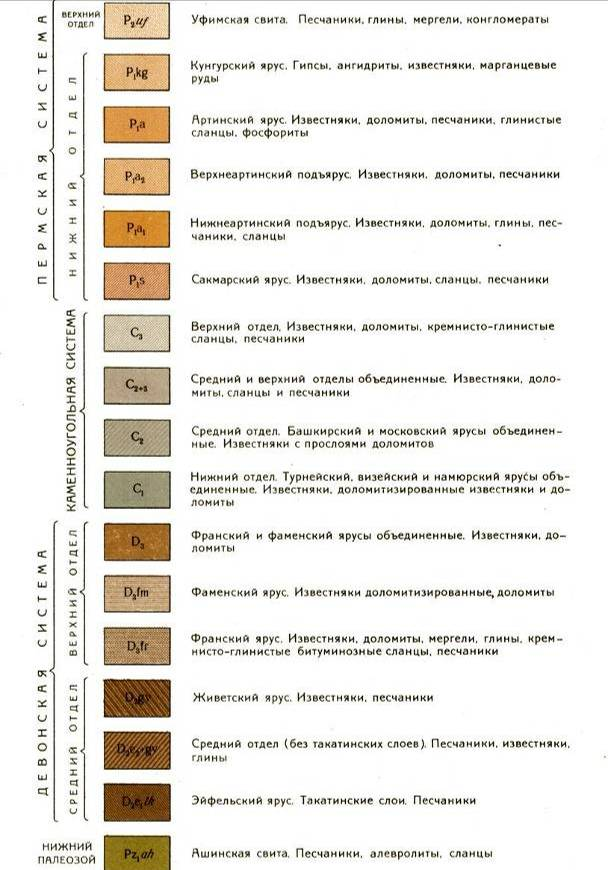 ПЕРМСКАЯ СИСТЕМА
ВЕРХНИЙ
ОТДЕЛ
P₂uf
Уфимская свита. Песчаники, глины, мергели, конгломераты
НИЖНИЙ ОТДЕЛ
P₁kg
Кунгурский ярус. Гипсы, ангидриты, известняки, марганцевые
руды
P₁a
Артинский ярус. Известняки, доломиты, песчаники, глинистые
сланцы, фосфориты
P₁a₂
Верхнеартинский подъярус. Известняки, доломиты, песчаники
P₁a₁
Нижнеартинский подъярус. Известняки, доломиты, глины, пес-
чаники, сланцы
P₁s
Сакмарский ярус. Известняки, доломиты, сланцы, песчаники
КАМЕННОУГОЛЬНАЯ СИСТЕМА
C₃
Верхний отдел. Известняки, доломиты, кремнисто-глинистые
сланцы, песчаники
C₂₊₃
Средний и верхний отделы объединенные. Известняки, доло-
миты, сланцы и песчаники
C₂
Средний отдел. Башкирский и московский ярусы объединен-
ные. Известняки с прослоями доломитов
C₁
Нижний отдел. Турнейский, визейский и намюрский ярусы объ-
единенные. Известняки, доломитизированные известняки и до-
ломиты
ДЕВОНСКАЯ СИСТЕМА
ВЕРХНИЙ ОТДЕЛ
D₃
Франский и фаменский ярусы объединенные. Известняки, до-
ломиты
D₃fm
Фаменский ярус. Известняки доломитизированные, доломиты
D₃fr
Франский ярус. Известняки, доломиты, мергели, глины, крем-
нисто-глинистые битуминозные сланцы, песчаники
СРЕДНИЙ ОТДЕЛ
D₂gv
Живетский ярус. Известняки, песчаники
Средний отдел (без такатинских слоев). Песчаники, известняки,
глины
D₂e₁tk
Эйфельский ярус. Такатинские слои. Песчаники
НИЖНИЙ
ПАЛЕОЗОЙ
Pz₁ah
Ашинская свита. Песчаники, алевролиты, сланцы